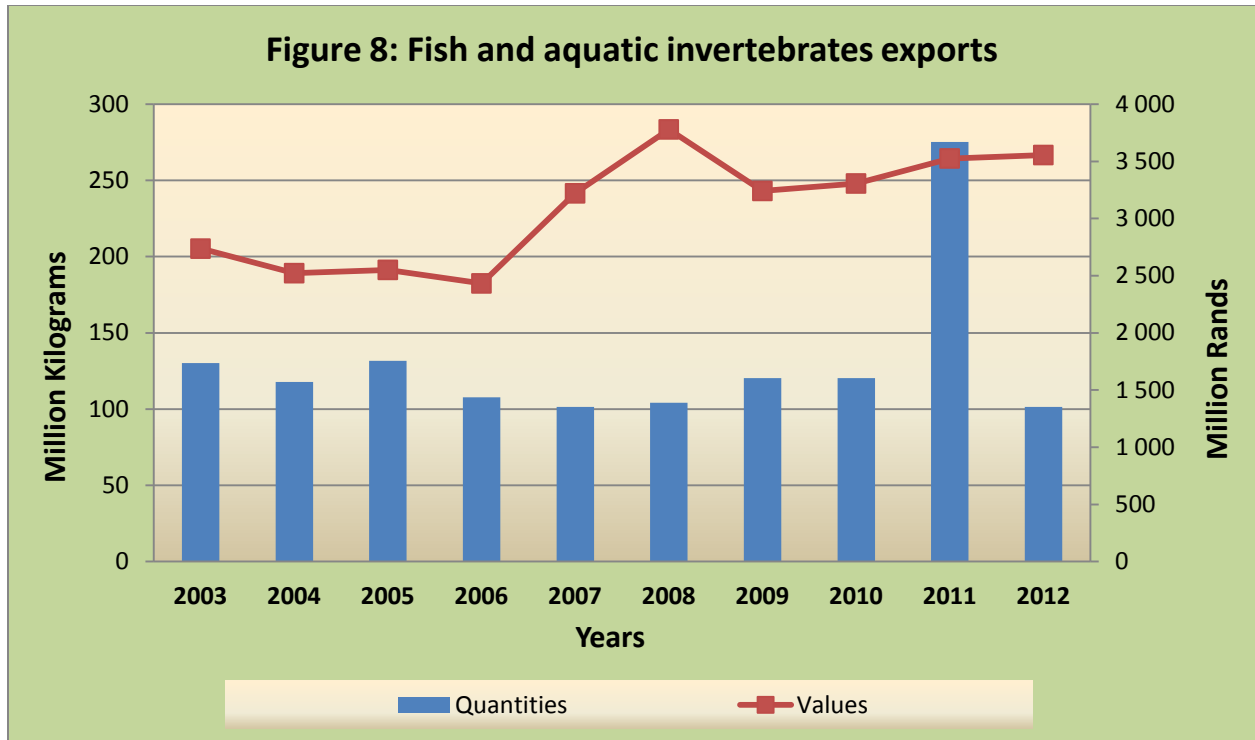 Figure 8: Fish and aquatic invertebrates exports
Million Kilograms
300
250
200
150
100
50
0
4 000
3 500
3 000
2 500
2 000
1 500
1 000
500
0
Million Rands
2003 2004 2005 2006 2007 2008 2009 2010 2011 2012
Years
Quantities Values